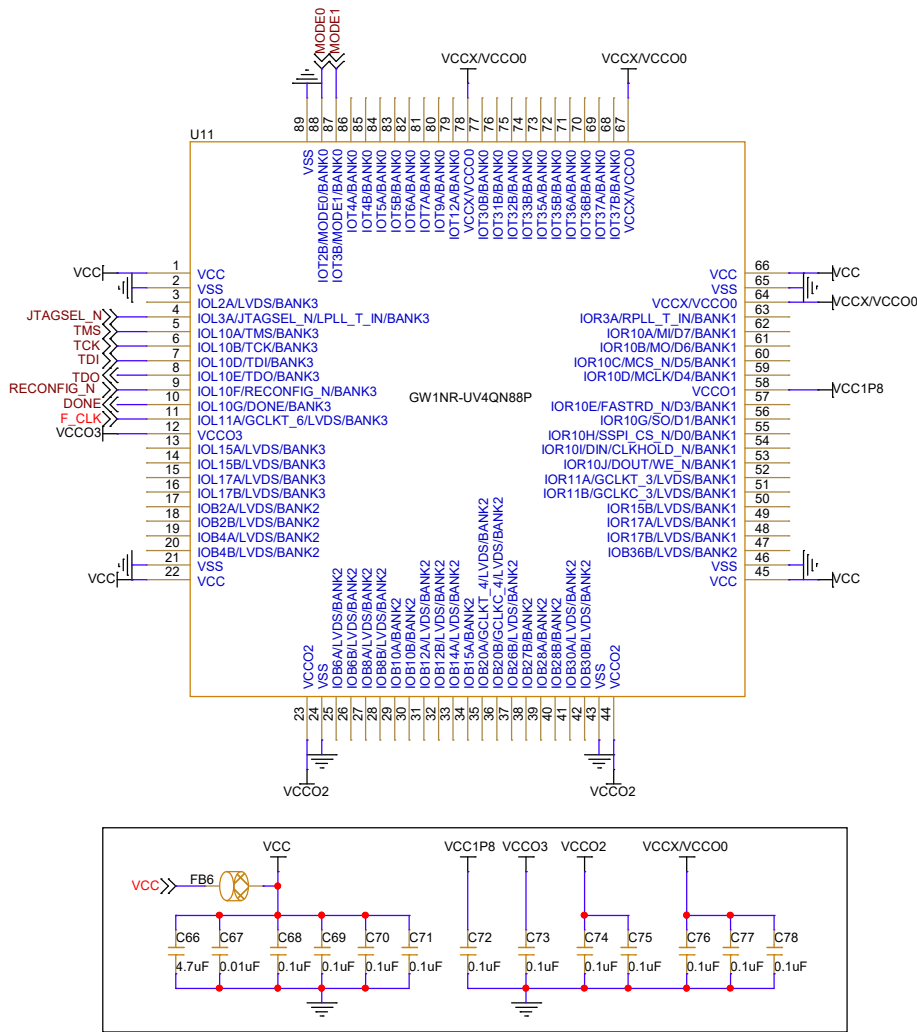 MODE0
MODE1
VCCX/VCCO0
VCCX/VCCO0
89
88
87
86
85
84
83
82
81
80
79
78
77
76
75
74
73
72
71
70
69
68
67
U11
VSS
IOT2B/MODE0/BANK0
IOT3B/MODE1/BANK0
IOT4A/BANK0
IOT4B/BANK0
IOT5A/BANK0
IOT5B/BANK0
IOT6A/BANK0
IOT7A/BANK0
IOT9A/BANK0
IOT12A/BANK0
VCCX/VCCO0
IOT30B/BANK0
IOT31B/BANK0
IOT32B/BANK0
IOT33B/BANK0
IOT35A/BANK0
IOT35B/BANK0
IOT36A/BANK0
IOT36B/BANK0
IOT37A/BANK0
IOT37B/BANK0
VCCX/VCCO0
VCC 1 VCC
2 VSS
3 IOL2A/LVDS/BANK3
JTAGSEL_N 4 IOL3A/JTAGSEL_N/LPLL_T_IN/BANK3
TMS 5 IOL10A/TMS/BANK3
TCK 6 IOL10B/TCK/BANK3
TDI 7 IOL10D/TDI/BANK3
TDO 8 IOL10E/TDO/BANK3
RECONFIG_N 9 IOL10F/RECONFIG_N/BANK3
DONE 10 IOL10G/DONE/BANK3
F_CLK 11 IOL11A/GCLKT_6/LVDS/BANK3
VCCO3 12 VCCO3
13 IOL15A/LVDS/BANK3
14 IOL15B/LVDS/BANK3
15 IOL17A/LVDS/BANK3
16 IOL17B/LVDS/BANK3
17 IOB2A/LVDS/BANK2
18 IOB2B/LVDS/BANK2
19 IOB4A/LVDS/BANK2
20 IOB4B/LVDS/BANK2
21 VSS
VCC 22 VCC
GW1NR-UV4QN88P
VCC 66 VCC
VSS 65
VCCX/VCCO0 64 VCCX/VCCO0
IOR3A/RPLL_T_IN/BANK1 63
IOR10A/MI/D7/BANK1 62
IOR10B/MO/D6/BANK1 61
IOR10C/MCS_N/D5/BANK1 60
IOR10D/MCLK/D4/BANK1 59
VCCO1 58 VCC1P8
IOR10E/FASTRD_N/D3/BANK1 57
IOR10G/SO/D1/BANK1 56
IOR10H/SSPI_CS_N/D0/BANK1 55
IOR10I/DIN/CLKHOLD_N/BANK1 54
IOR10J/DOUT/WE_N/BANK1 53
IOR11A/GCLKT_3/LVDS/BANK1 52
IOR11B/GCLKC_3/LVDS/BANK1 51
IOR15B/LVDS/BANK1 50
IOR17A/LVDS/BANK1 49
IOR17B/LVDS/BANK1 48
IOB36B/LVDS/BANK2 47
VSS 46
VCC 45 VCC
VCCO2
VSS
IOB6A/LVDS/BANK2
IOB6B/LVDS/BANK2
IOB8A/LVDS/BANK2
IOB8B/LVDS/BANK2
IOB10A/BANK2
IOB10B/BANK2
IOB12A/LVDS/BANK2
IOB12B/LVDS/BANK2
IOB14A/LVDS/BANK2
IOB15A/BANK2
IOB20A/GCLKT_4/LVDS/BANK2
IOB20B/GCLKC_4/LVDS/BANK2
IOB26B/LVDS/BANK2
IOB27B/BANK2
IOB28A/BANK2
IOB28B/BANK2
IOB30A/LVDS/BANK2
IOB30B/LVDS/BANK2
VSS
VCCO2
23
24
25
26
27
28
29
30
31
32
33
34
35
36
37
38
39
40
41
42
43
44
VCCO2
VCCO2
VCC VCC1P8 VCCO3 VCCO2 VCCX/VCCO0
VCC FB6
C66 C67 C68 C69 C70 C71 C72 C73 C74 C75 C76 C77 C78
4.7uF 0.01uF 0.1uF 0.1uF 0.1uF 0.1uF 0.1uF 0.1uF 0.1uF 0.1uF 0.1uF 0.1uF 0.1uF